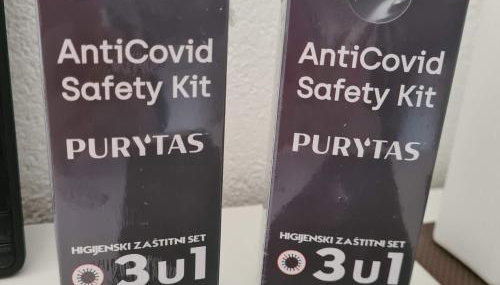 AntiCovid
Safety Kit
PURYTAS
HIGIJENSKI ZAŠTITNI SET
3u1
AntiCovid
Safety Kit
PURYTAS
HIGIJENSKI ZAŠTITNI SET
3u1